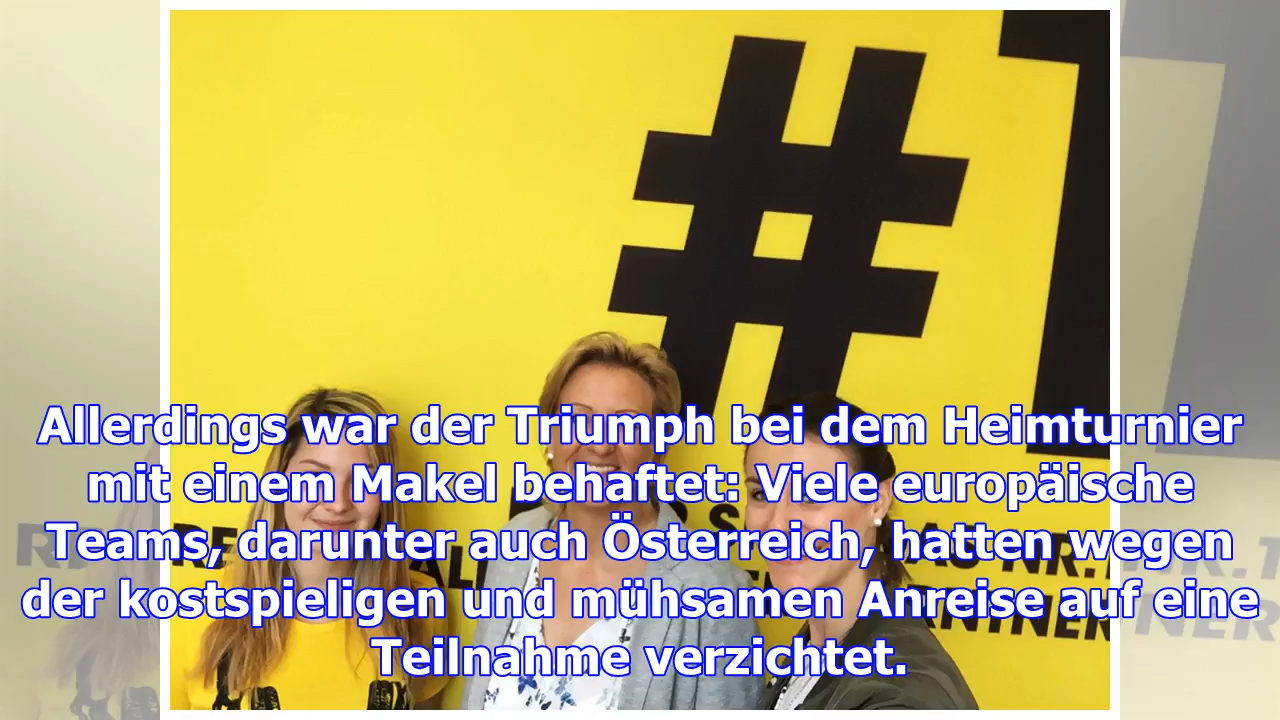 #
Allerdings war der Triumph bei dem Heimturnier
mit einem Makel behaftet: Viele europäische
Teams, darunter auch Österreich, hatten wegen
der kostspieligen und mühsamen Anreise auf eine
Teilnahme verzichtet.